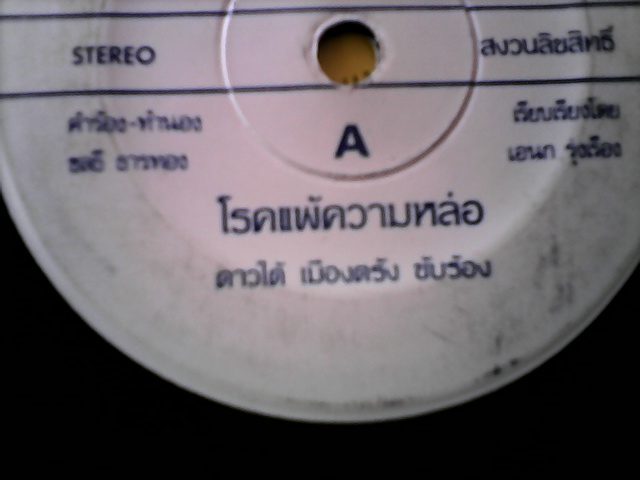 STEREO
สงวนลิขสิทธิ์
คำร้อง-ทำนอง
เรียบเรียงโดย
A
ชลธี ธารทอง
เอนก รุ่งเรือง
โรคแพ้ความหล่อ
ดาวใต้ เมืองตรัง ขับร้อง